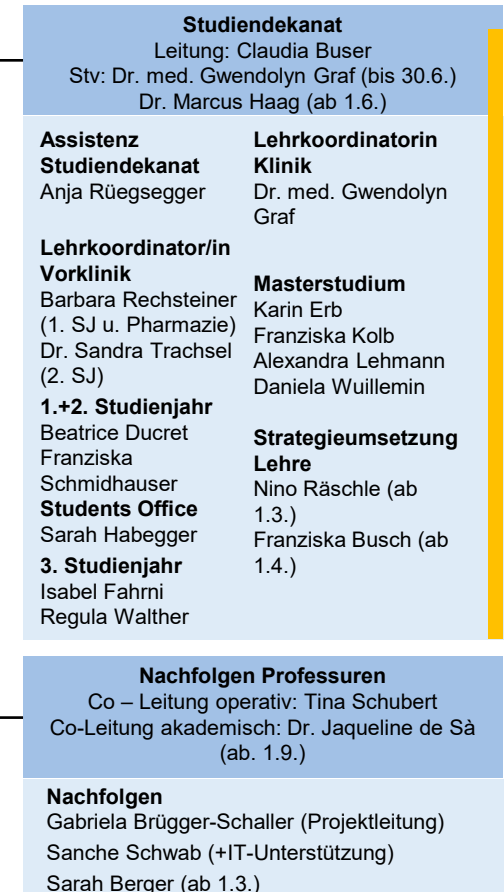 Studiendekanat
Leitung: Claudia Buser
Stv: Dr. med. Gwendolyn Graf (bis 30.6.)
Dr. Marcus Haag (ab 1.6.)
Assistenz
Studiendekanat
Anja Rüegsegger
Lehrkoordinator/in
Vorklinik
Barbara Rechsteiner
(1. SJ u. Pharmazie)
Dr. Sandra Trachsel
(2. SJ)
1.+2. Studienjahr
Beatrice Ducret
Franziska
Schmidhauser
Students Office
Sarah Habegger
3. Studienjahr
Isabel Fahrni
Regula Walther
Lehrkoordinatorin
Klinik
Dr. med. Gwendolyn
Graf
Masterstudium
Karin Erb
Franziska Kolb
Alexandra Lehmann
Daniela Wuillemin
Strategieumsetzung
Lehre
Nino Räschle (ab
1.3.)
Franziska Busch (ab
1.4.)
Nachfolgen Professuren
Co – Leitung operativ: Tina Schubert
Co-Leitung akademisch: Dr. Jaqueline de Sà
(ab. 1.9.)
Nachfolgen
Gabriela Brügger-Schaller (Projektleitung)
Sanche Schwab (+IT-Unterstützung)
Sarah Berger (ab 1.3.)